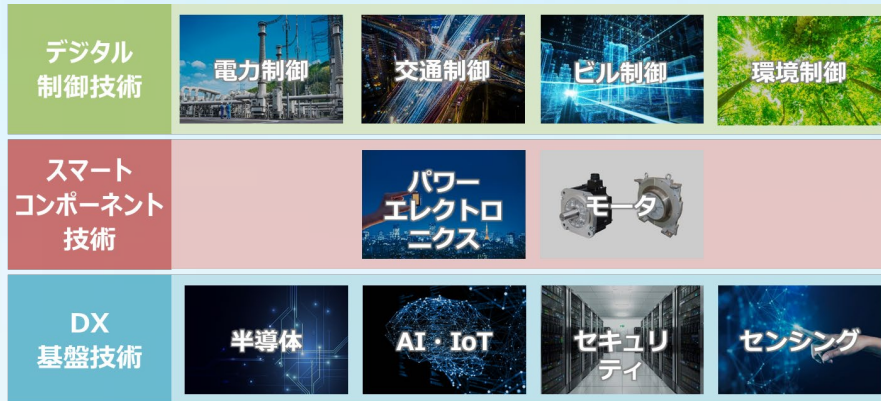 デジタル
制御技術
電力制御
交通制御
ビル制御
環境制御
スマート
コンポーネント
技術
パワー
エレクトロ
ニクス
モータ
DX
基盤技術
半導体
AI・IoT
セキュリ
ティ
センシング